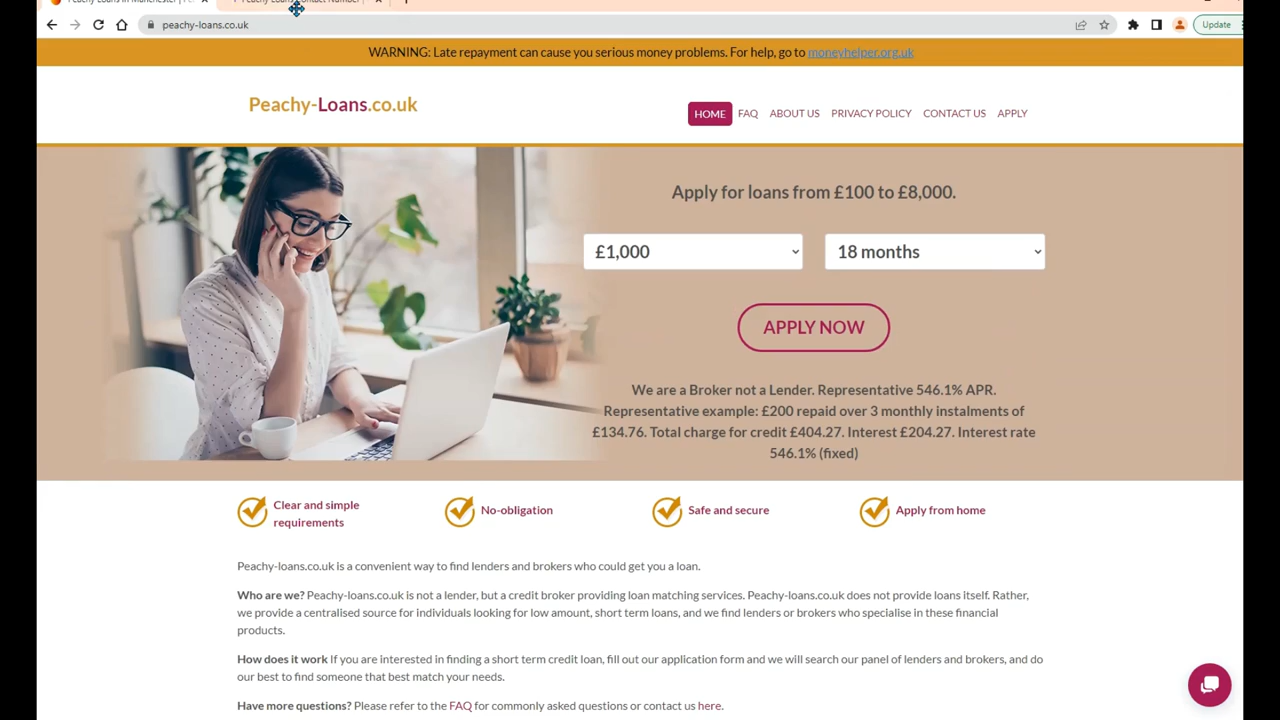 Peachy Loans in Manchester | Pe
Peachy Loans Contact Number |
peachy-loans.co.uk
Update
WARNING: Late repayment can cause you serious money problems. For help, go to moneyhelper.org.uk
Peachy-Loans.co.uk
HOME FAQ ABOUT US PRIVACY POLICY CONTACT US APPLY
Apply for loans from £100 to £8,000.
£1,000 18 months
APPLY NOW
We are a Broker not a Lender. Representative 546.1% APR.
Representative example: £200 repaid over 3 monthly instalments of
£134.76. Total charge for credit £404.27. Interest £204.27. Interest rate
546.1% (fixed)
Clear and simple
requirements
No-obligation
Safe and secure
Apply from home
Peachy-loans.co.uk is a convenient way to find lenders and brokers who could get you a loan.
Who are we? Peachy-loans.co.uk is not a lender, but a credit broker providing loan matching services. Peachy-loans.co.uk does not provide loans itself. Rather,
we provide a centralised source for individuals looking for low amount, short term loans, and we find lenders or brokers who specialise in these financial
products.
How does it work If you are interested in finding a short term credit loan, fill out our application form and we will search our panel of lenders and brokers, and do
our best to find someone that best match your needs.
Have more questions? Please refer to the FAQ for commonly asked questions or contact us here.